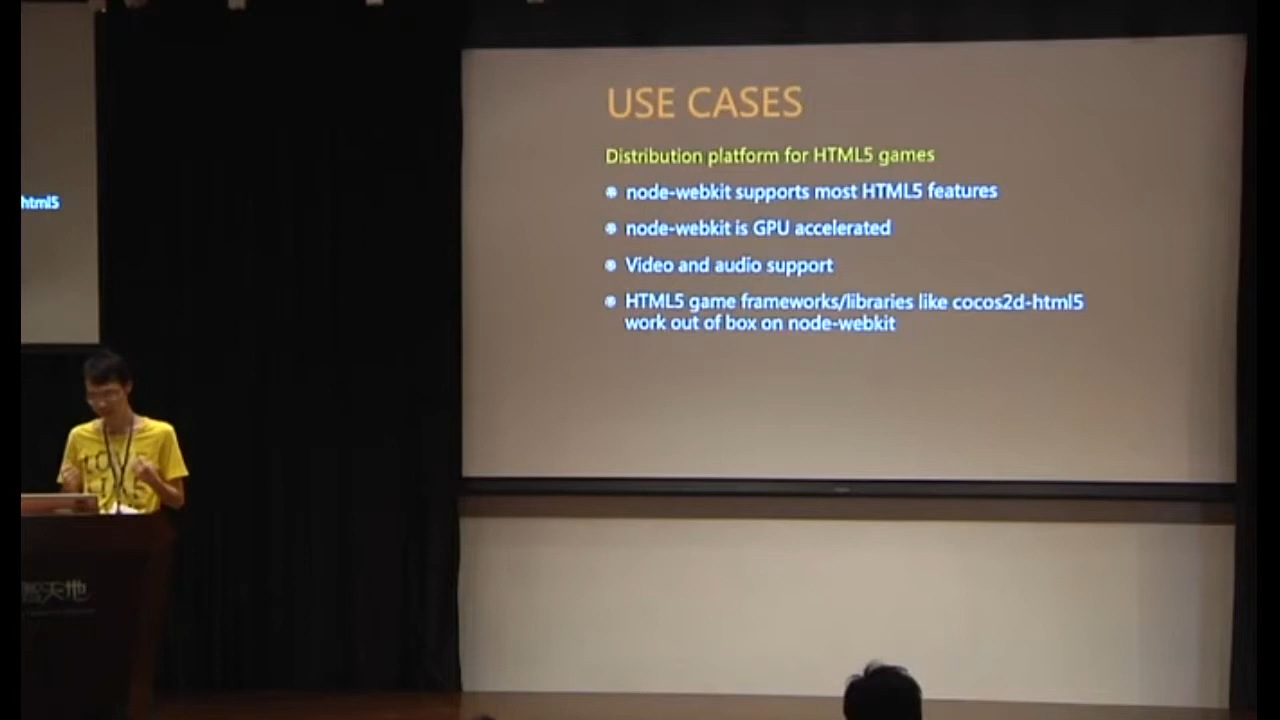 USE CASES
Distribution platform for HTML5 games
node-webkit supports most HTML5 features
node-webkit is GPU accelerated
Video and audio support
HTML5 game frameworks/libraries like cocos2d-html5
work out of box on node-webkit
html5
LOVE
天地